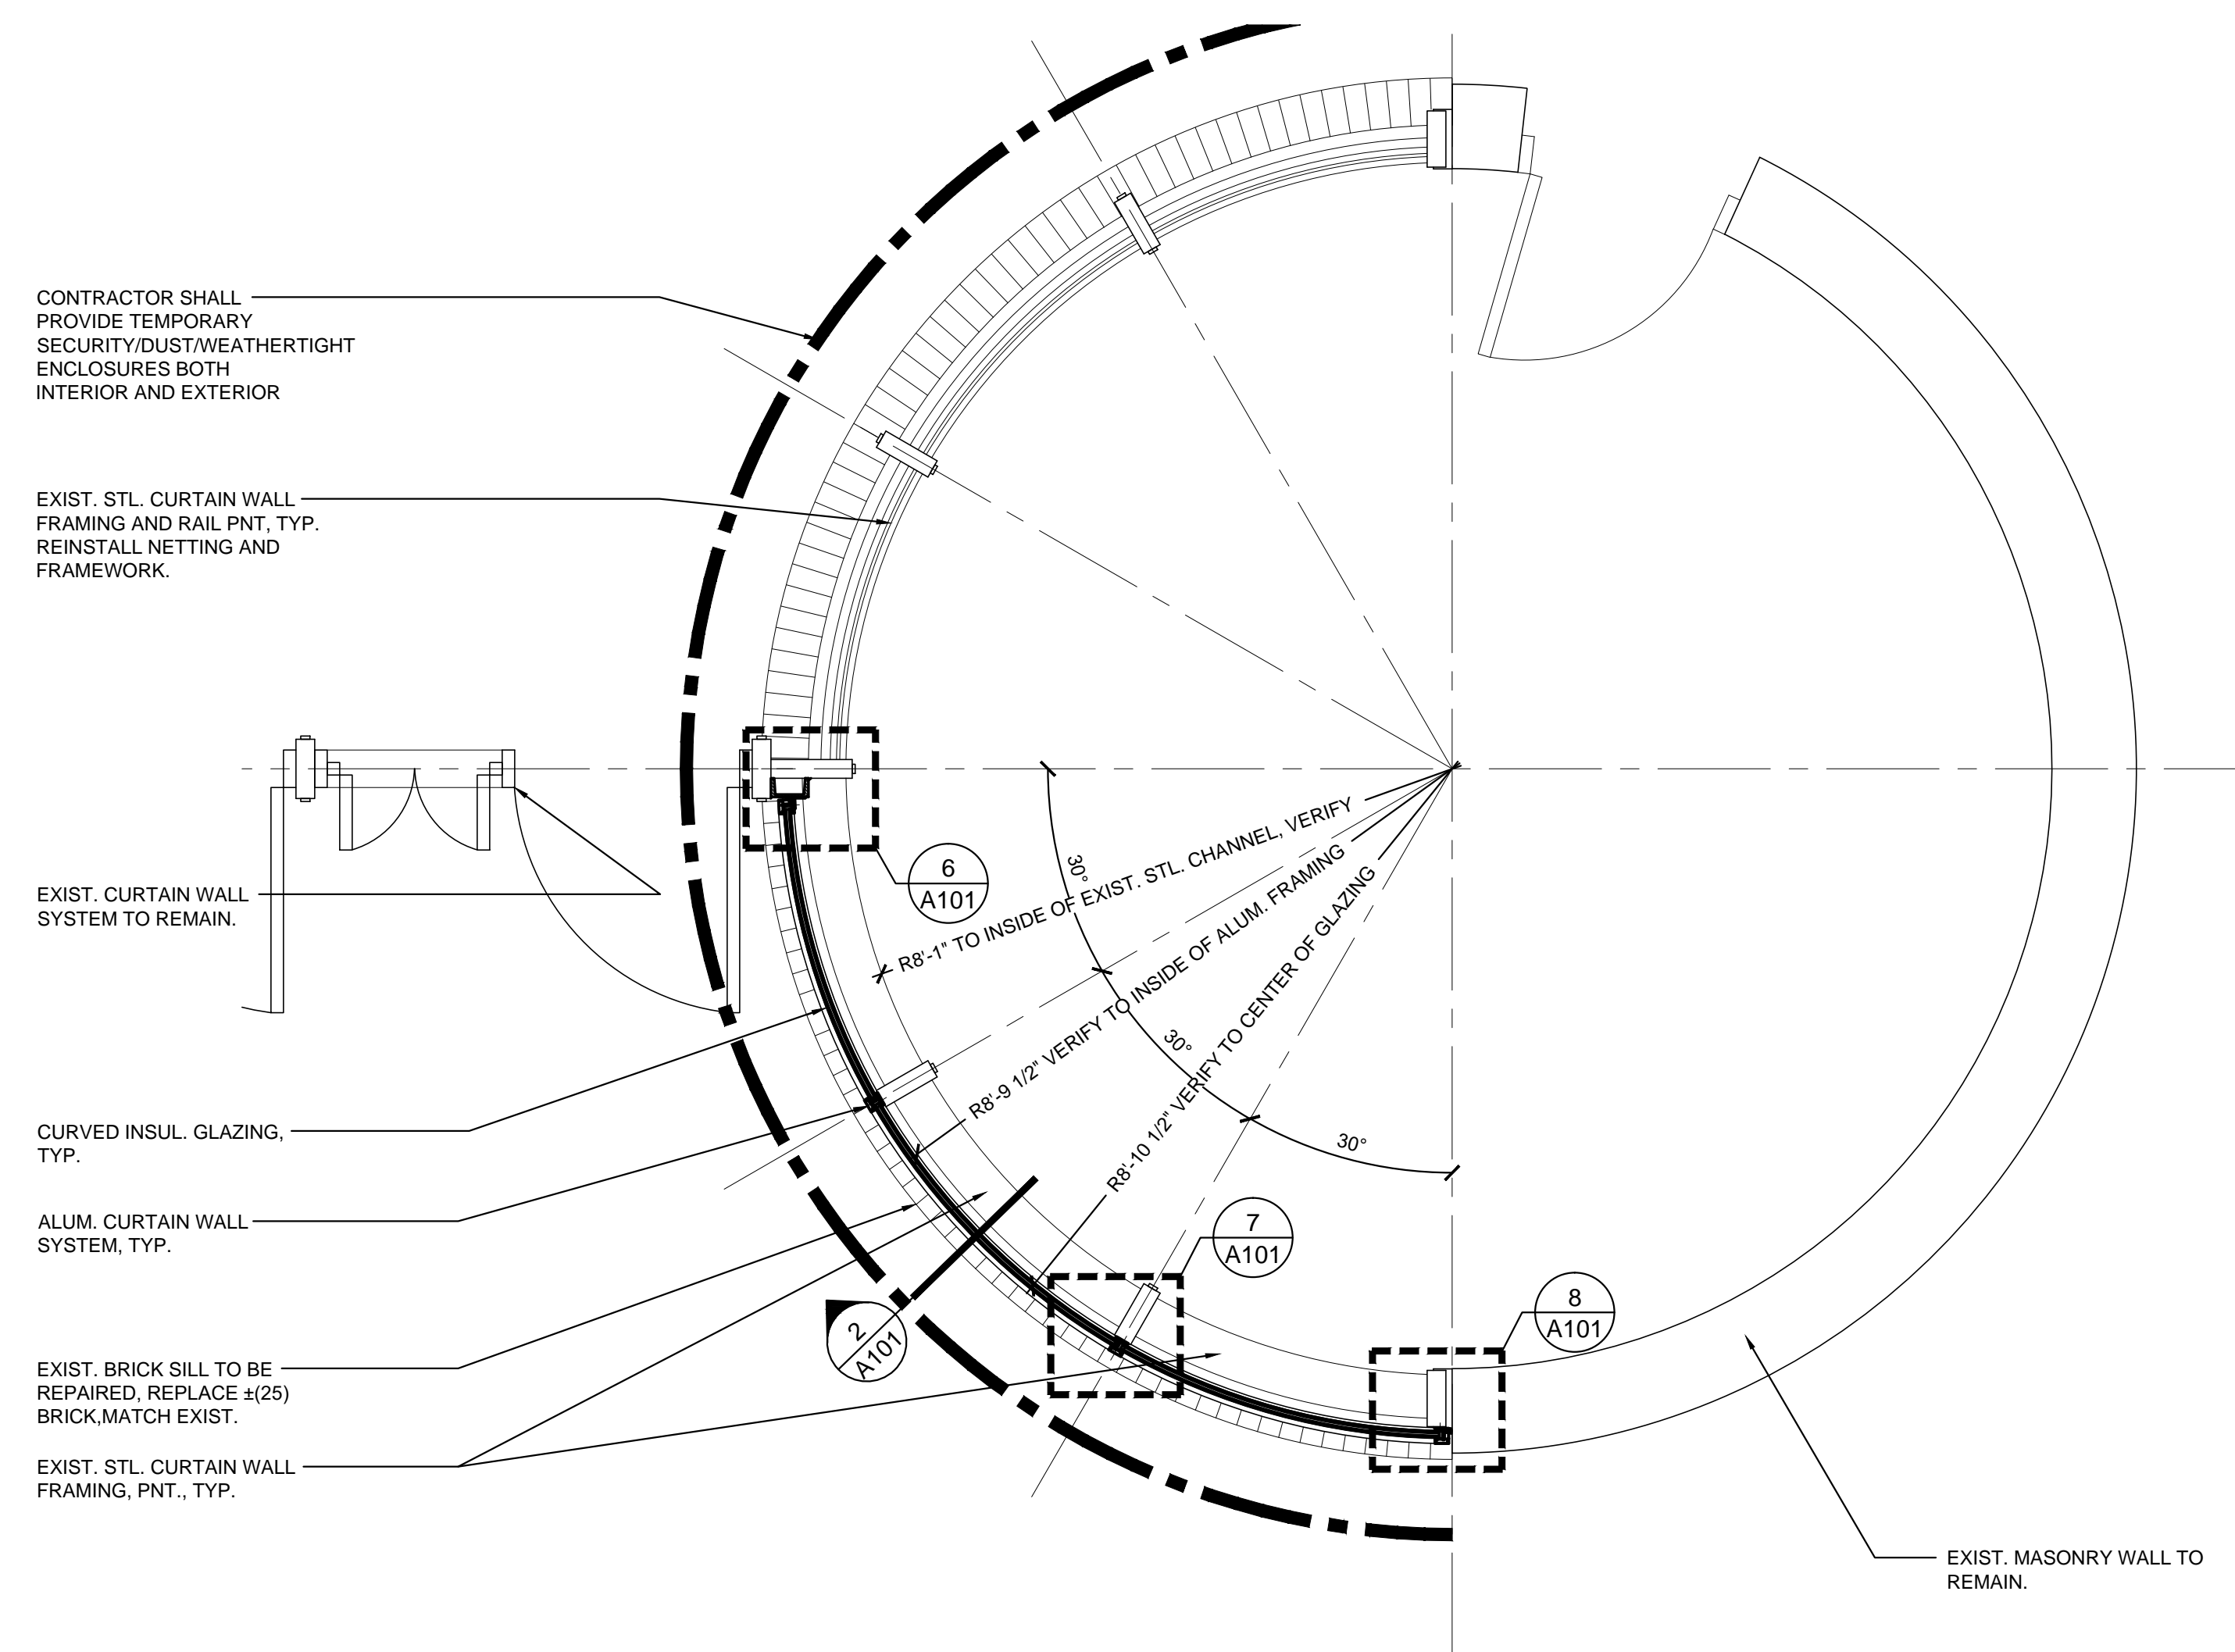 CONTRACTOR SHALL
PROVIDE TEMPORARY
SECURITY/DUST/WEATHERTIGHT
ENCLOSURES BOTH
INTERIOR AND EXTERIOR
EXIST. STL. CURTAIN WALL
FRAMING AND RAIL PNT, TYP.
REINSTALL NETTING AND
FRAMEWORK.
EXIST. CURTAIN WALL
SYSTEM TO REMAIN.
CURVED INSUL. GLAZING,
TYP.
ALUM. CURTAIN WALL
SYSTEM, TYP.
EXIST. BRICK SILL TO BE
REPAIRED, REPLACE ±(25)
BRICK,MATCH EXIST.
EXIST. STL. CURTAIN WALL
FRAMING, PNT., TYP.
6
A101
R8'-1" TO INSIDE OF EXIST. STL. CHANNEL, VERIFY
R8'-9 1/2" VERIFY TO INSIDE OF ALUM. FRAMING
R8'-10 1/2" VERIFY TO CENTER OF GLAZING
30°
30°
30°
2
A101
7
A101
8
A101
EXIST. MASONRY WALL TO
REMAIN.